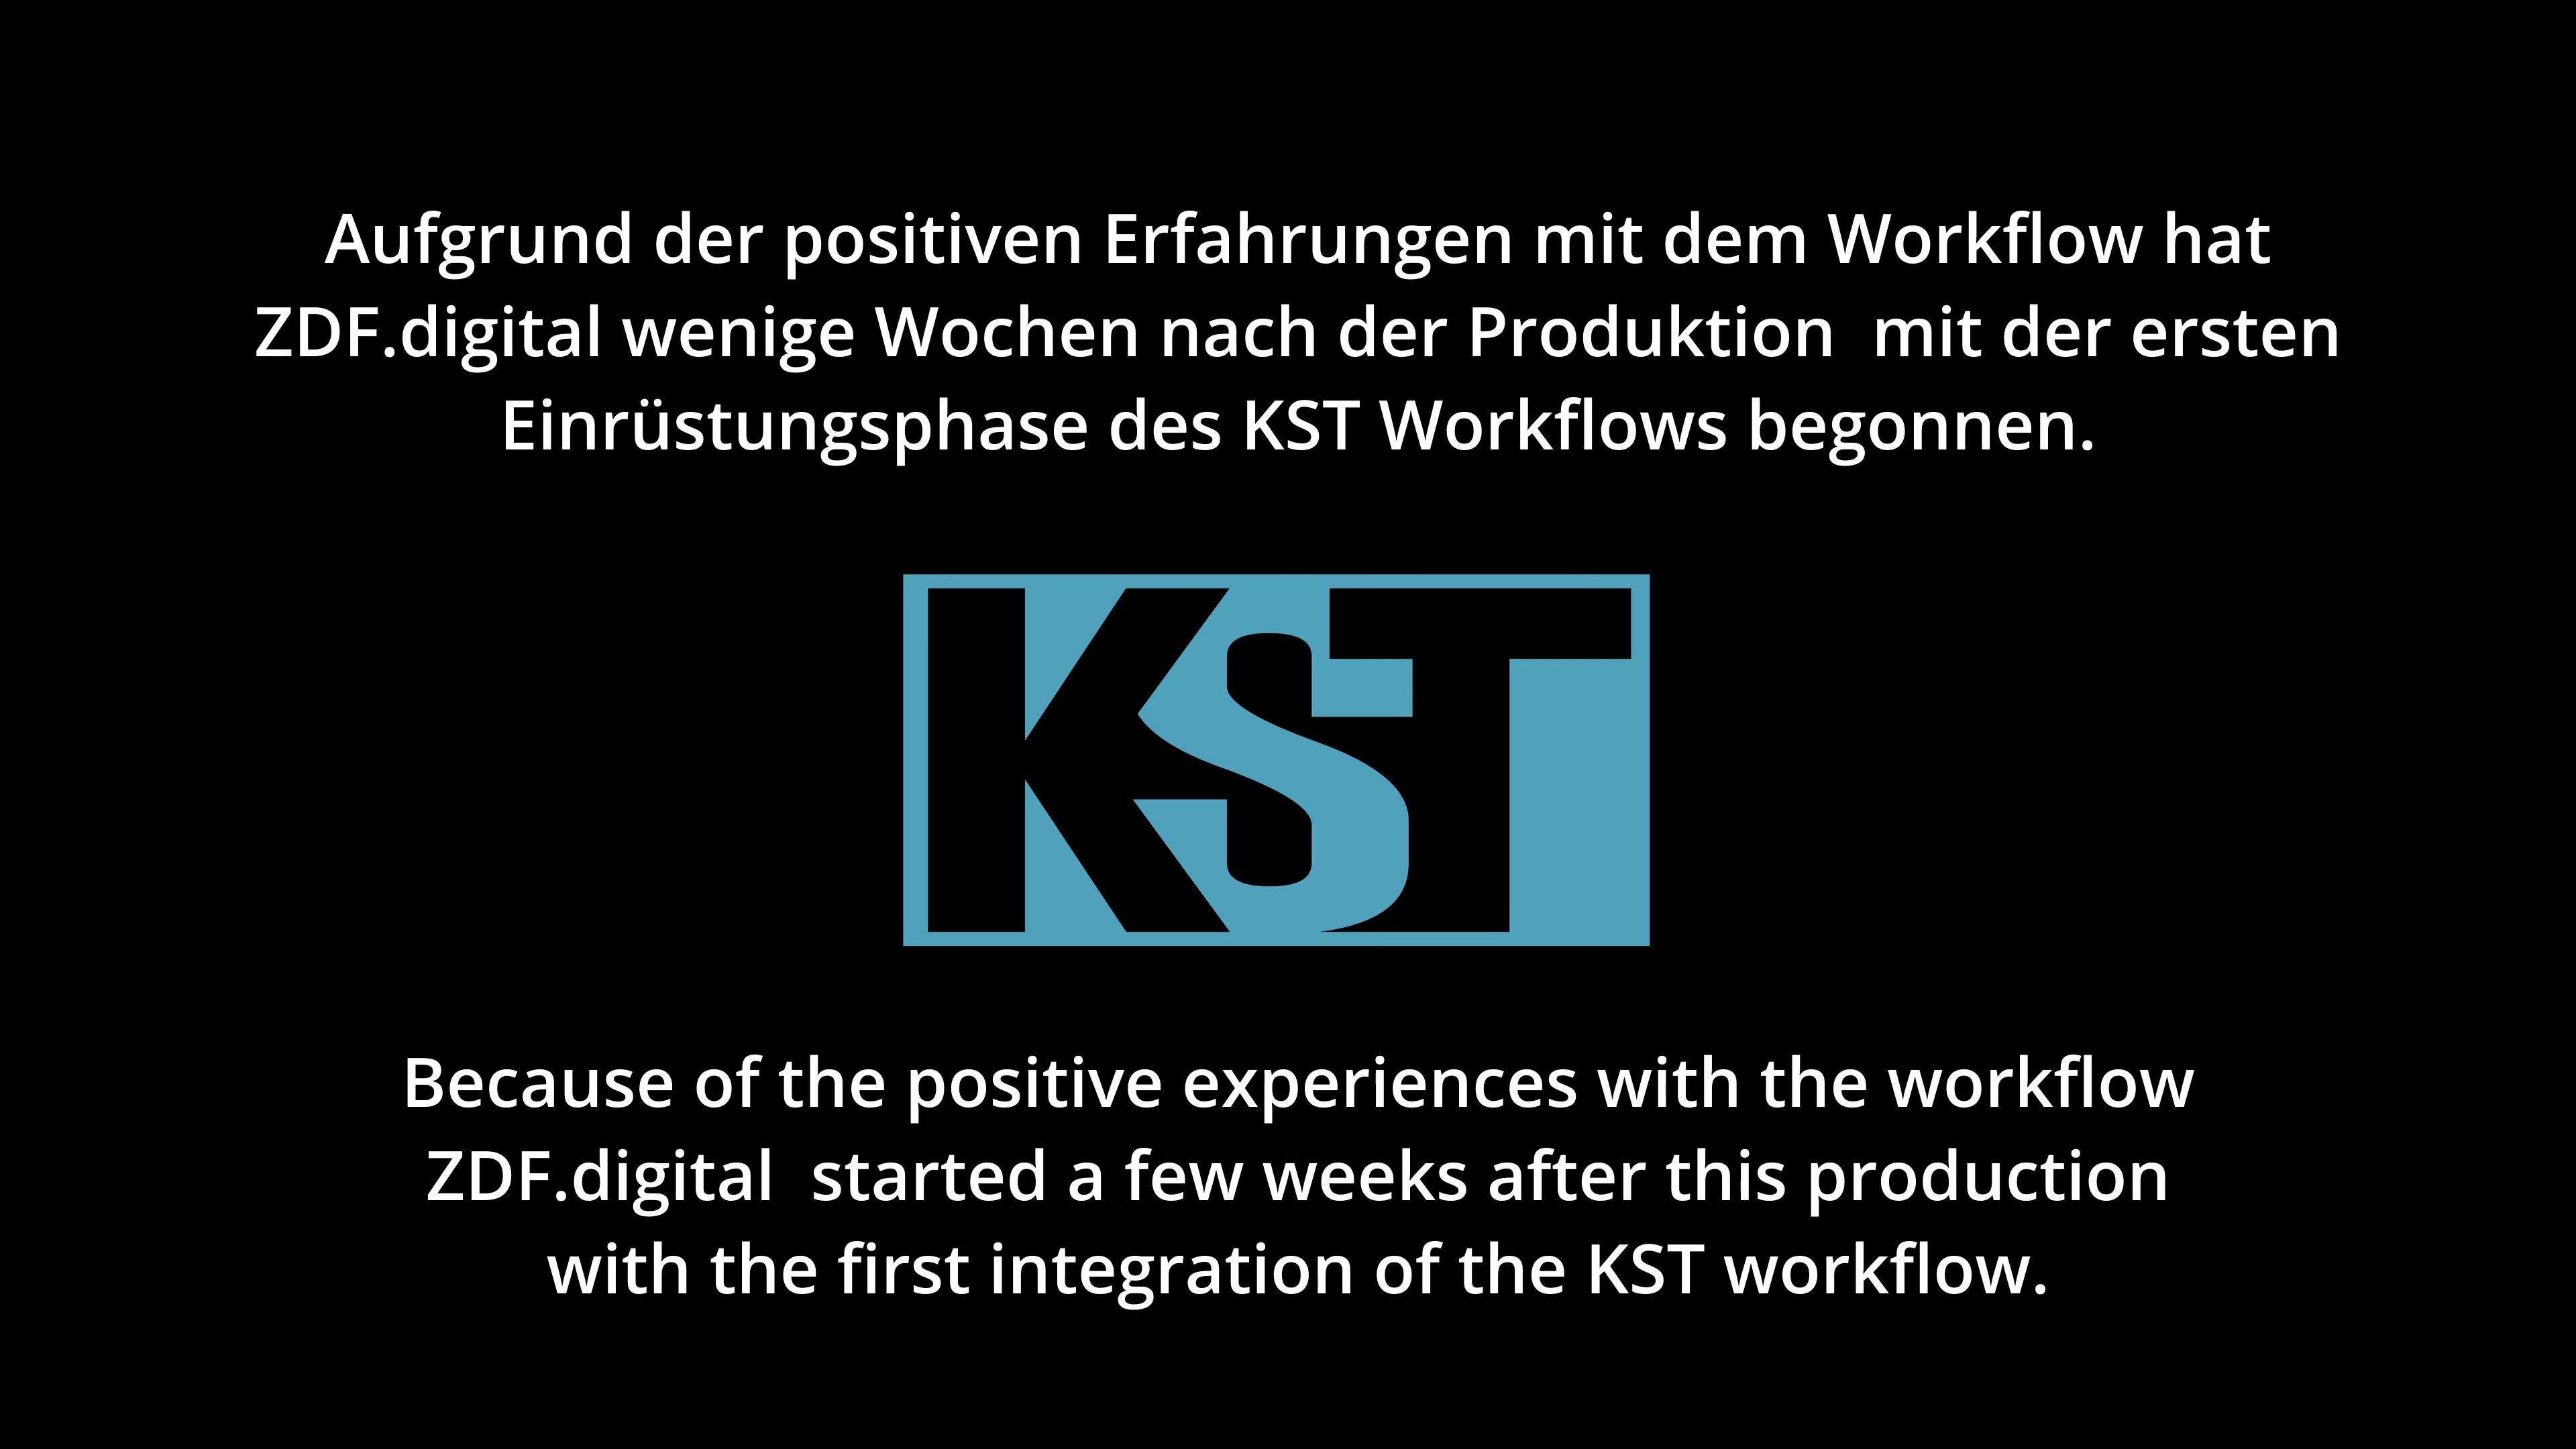 Aufgrund der positiven Erfahrungen mit dem Workflow hat
ZDF.digital wenige Wochen nach der Produktion  mit der ersten
Einrüstungsphase des KST Workflows begonnen.
KST
Because of the positive experiences with the workflow
ZDF.digital  started a few weeks after this production
with the first integration of the KST workflow.